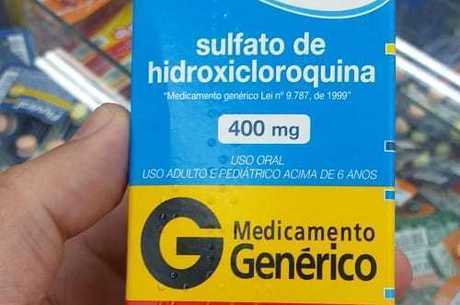 sulfato de
hidroxicloroquina
"Medicamento genérico Lei nº 9.787, de 1999"
400 mg
USO ORAL
USO ADULTO E PEDIÁTRICO ACIMA DE 6 ANOS
G Medicamento
Genérico